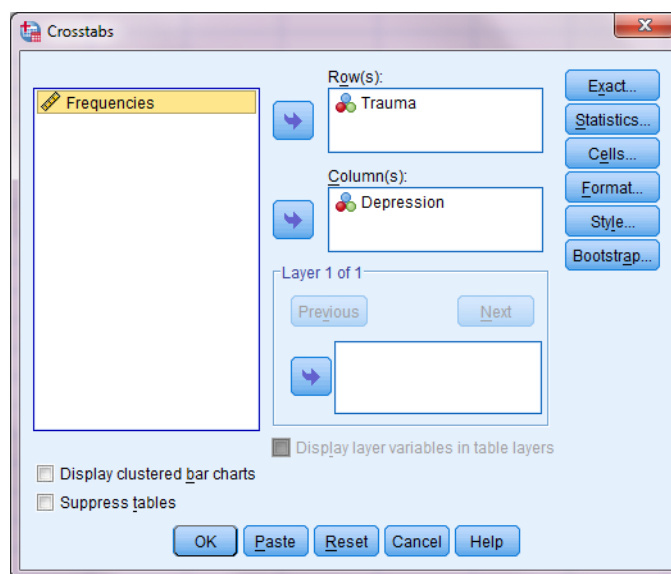 Crosstabs
Frequencies
Row(s):
Trauma
Column(s):
Depression
Layer 1 of 1
Previous
Next
Display layer variables in table layers
Exact...
Statistics...
Cells...
Format...
Style...
Bootstrap...
Display clustered bar charts
Suppress tables
OK
Paste
Reset
Cancel
Help